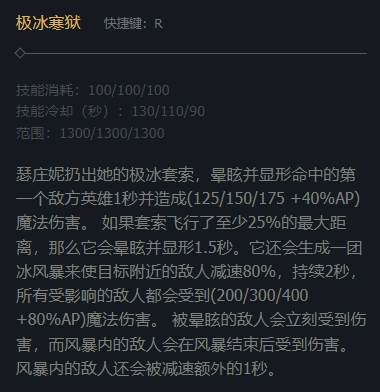 极冰寒狱 快捷键：R
技能消耗：100/100/100
技能冷却（秒）：130/110/90
范围：1300/1300/1300
瑟庄妮扔出她的极冰套索，晕眩并显形命中的第
一个敌方英雄1秒并造成(125/150/175 +40%AP)
魔法伤害。 如果套索飞行了至少25%的最大距
离，那么它会晕眩并显形1.5秒。它还会生成一团
冰风暴来使目标附近的敌人减速80%，持续2秒，
所有受影响的敌人都会受到(200/300/400
+80%AP)魔法伤害。 被晕眩的敌人会立刻受到伤
害，而风暴内的敌人会在风暴结束后受到伤害。
风暴内的敌人还会被减速额外的1秒。